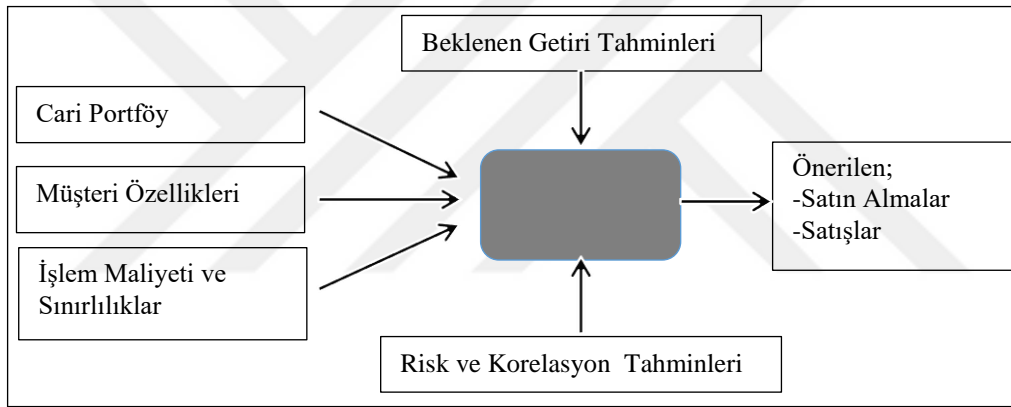 Beklenen Getiri Tahminleri
Cari Portföy
Müşteri Özellikleri
İşlem Maliyeti ve
Sınırlılıklar
Önerilen;
-Satın Almalar
-Satışlar
Risk ve Korelasyon Tahminleri